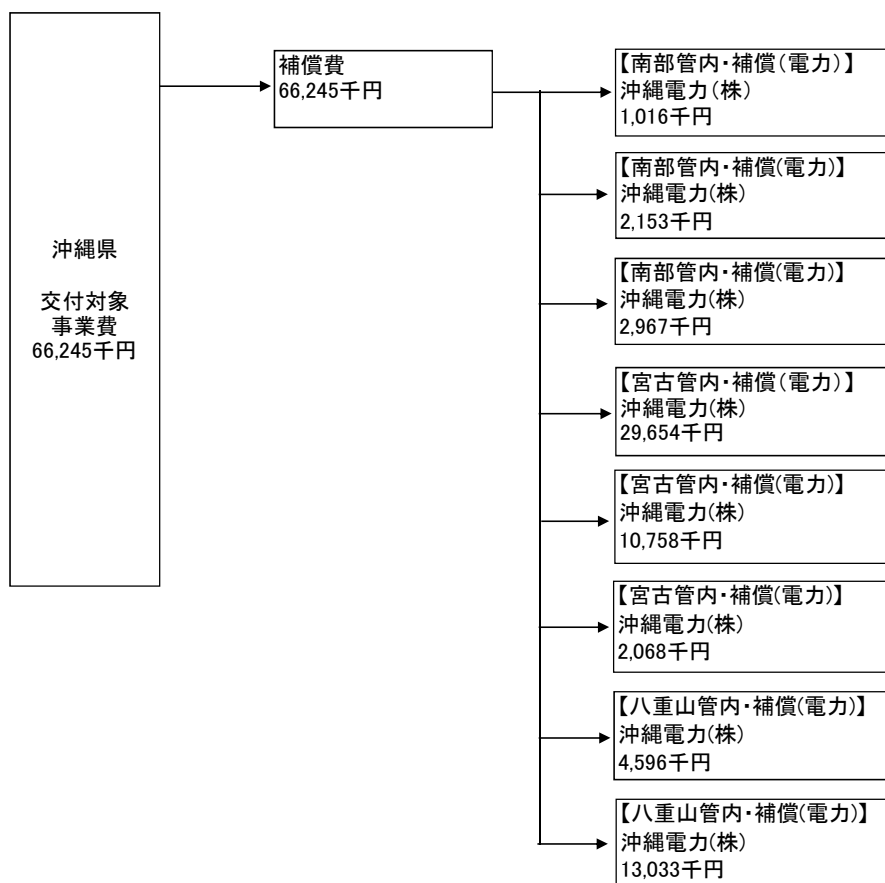 沖縄県
交付対象
事業費
66,245千円
補償費
66,245千円
【南部管内・補償(電力)】
沖縄電力(株)
1,016千円
【南部管内・補償(電力)】
沖縄電力(株)
2,153千円
【南部管内・補償(電力)】
沖縄電力(株)
2,967千円
【宮古管内・補償(電力)】
沖縄電力(株)
29,654千円
【宮古管内・補償(電力)】
沖縄電力(株)
10,758千円
【宮古管内・補償(電力)】
沖縄電力(株)
2,068千円
【八重山管内・補償(電力)】
沖縄電力(株)
4,596千円
【八重山管内・補償(電力)】
沖縄電力(株)
13,033千円